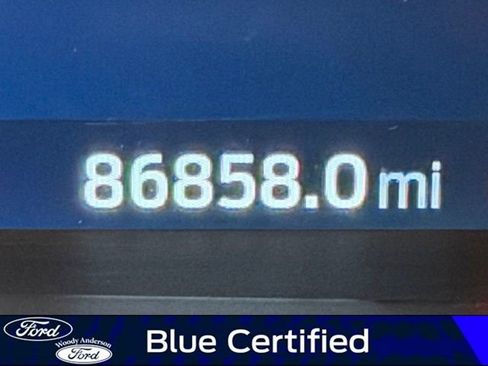 86858.0 mi
Ford
Woody Anderson
Ford
Blue Certified